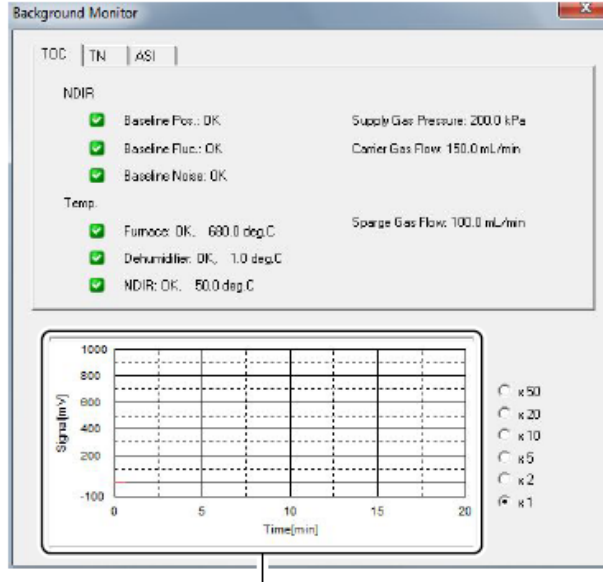 Background Monitor
TOC TN ASI
NDIR
Baseline Pos.: OK Supply Gas Pressure: 200.0 kPa
Baseline Fluc.: OK Carrier Gas Flow: 150.0 mL/min
Baseline Noise: OK
Temp.
Sparge Gas Flow: 100.0 mL/min
Furnace: OK, 680.0 deg.C
Dehumidifier: OK, 1.0 deg.C
NDIR: OK, 50.0 deg.C
1000
800
600
400
200
-100
Signal[mV]
0 5 10 15 20
Time[min]
x 50
x 20
x 10
x 5
x 2
x 1